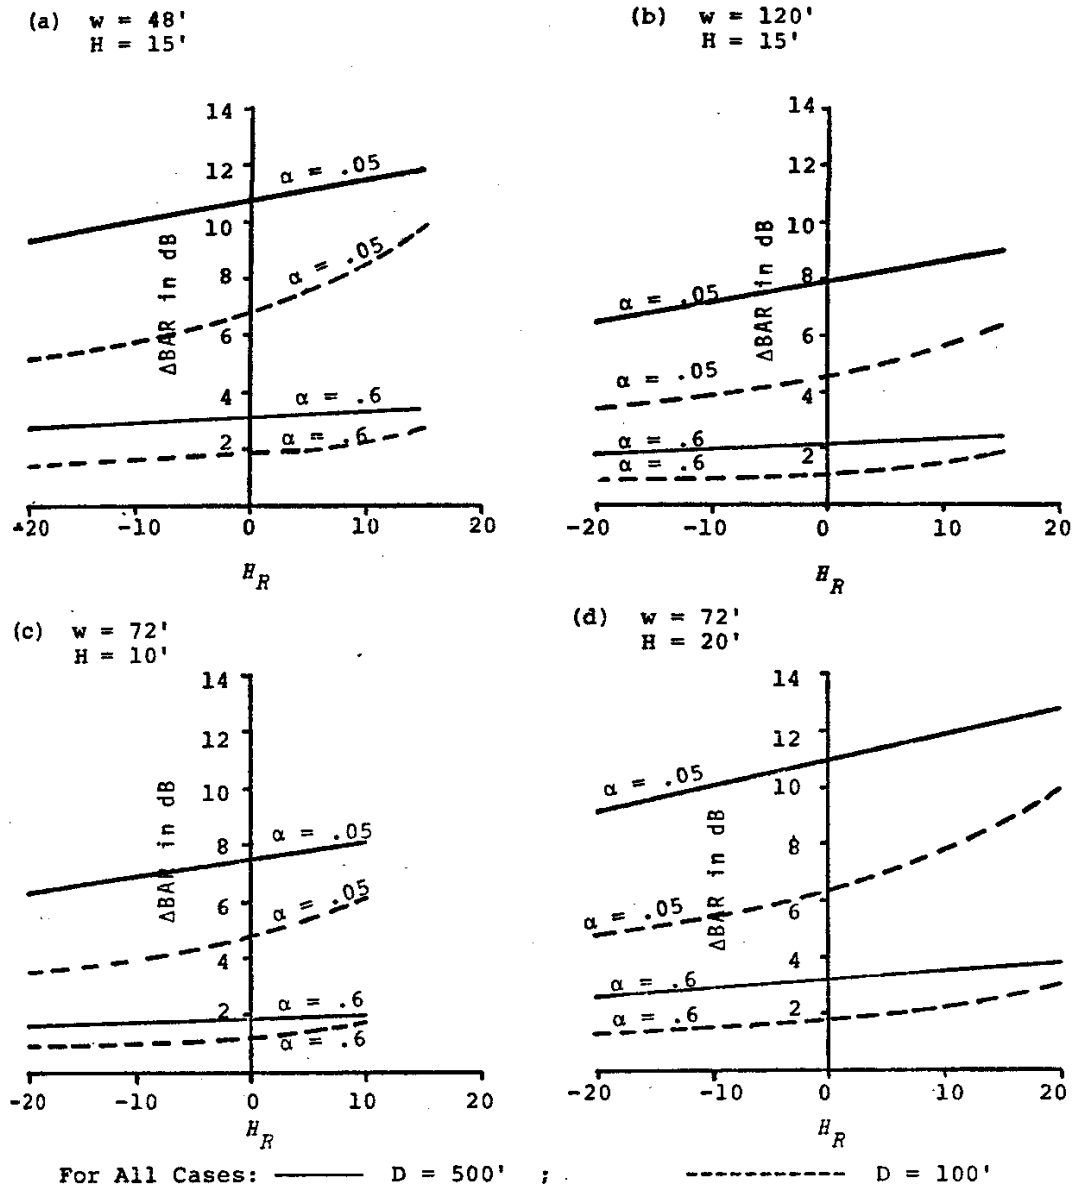 (a) w = 48'
H = 15'
14
12
10
8
6
4
2
ΔBAR in dB
α = .05
α = .05
α = .6
α = .6
-20 -10 0 10 20
H_R
(b) w = 120'
H = 15'
14
12
10
8
6
4
2
ΔBAR in dB
α = .05
α = .05
α = .6
α = .6
-20 -10 0 10 20
H_R
(c) w = 72'
H = 10'
14
12
10
8
6
4
2
ΔBAR in dB
α = .05
α = .05
α = .6
α = .6
-20 -10 0 10 20
H_R
(d) w = 72'
H = 20'
14
12
10
8
6
4
2
ΔBAR in dB
α = .05
α = .05
α = .6
α = .6
-20 -10 0 10 20
H_R
For All Cases: D = 500' ; D = 100'